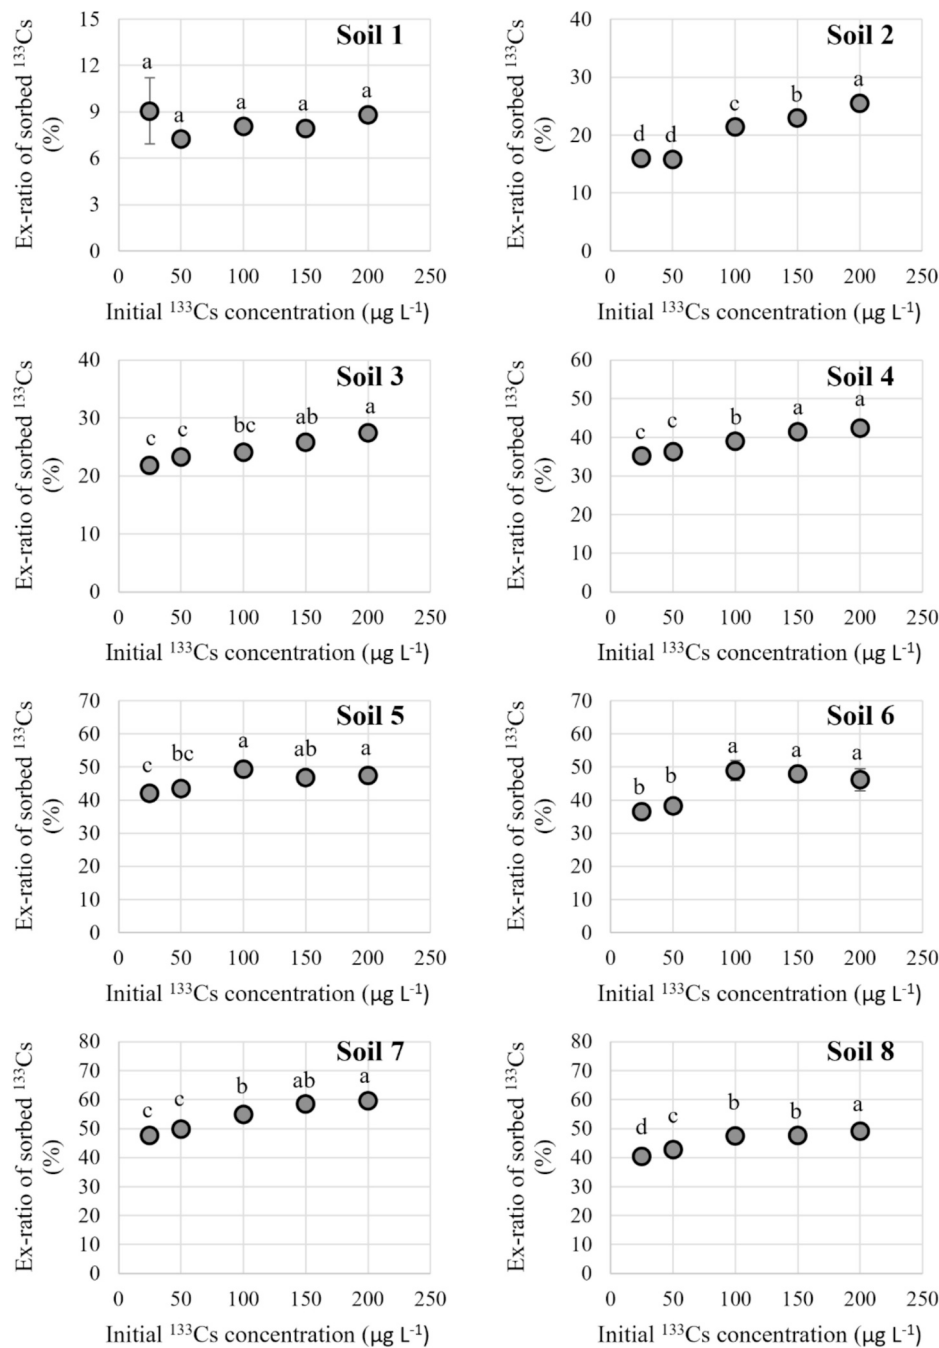 Soil 1
Ex-ratio of sorbed ¹³³Cs
(%)
15
12
9
6
3
0
a
a
a
a
a
0 50 100 150 200 250
Initial ¹³³Cs concentration (µg L⁻¹)
Soil 2
Ex-ratio of sorbed ¹³³Cs
(%)
40
30
20
10
0
d
d
c
b
a
0 50 100 150 200 250
Initial ¹³³Cs concentration (µg L⁻¹)
Soil 3
Ex-ratio of sorbed ¹³³Cs
(%)
40
30
20
10
0
c
c
bc
ab
a
0 50 100 150 200 250
Initial ¹³³Cs concentration (µg L⁻¹)
Soil 4
Ex-ratio of sorbed ¹³³Cs
(%)
60
50
40
30
20
10
0
c
c
b
a
a
0 50 100 150 200 250
Initial ¹³³Cs concentration (µg L⁻¹)
Soil 5
Ex-ratio of sorbed ¹³³Cs
(%)
70
60
50
40
30
20
10
0
c
bc
a
ab
a
0 50 100 150 200 250
Initial ¹³³Cs concentration (µg L⁻¹)
Soil 6
Ex-ratio of sorbed ¹³³Cs
(%)
70
60
50
40
30
20
10
0
b
b
a
a
a
0 50 100 150 200 250
Initial ¹³³Cs concentration (µg L⁻¹)
Soil 7
Ex-ratio of sorbed ¹³³Cs
(%)
80
70
60
50
40
30
20
10
0
c
c
b
ab
a
0 50 100 150 200 250
Initial ¹³³Cs concentration (µg L⁻¹)
Soil 8
Ex-ratio of sorbed ¹³³Cs
(%)
80
70
60
50
40
30
20
10
0
d
c
b
b
a
0 50 100 150 200 250
Initial ¹³³Cs concentration (µg L⁻¹)